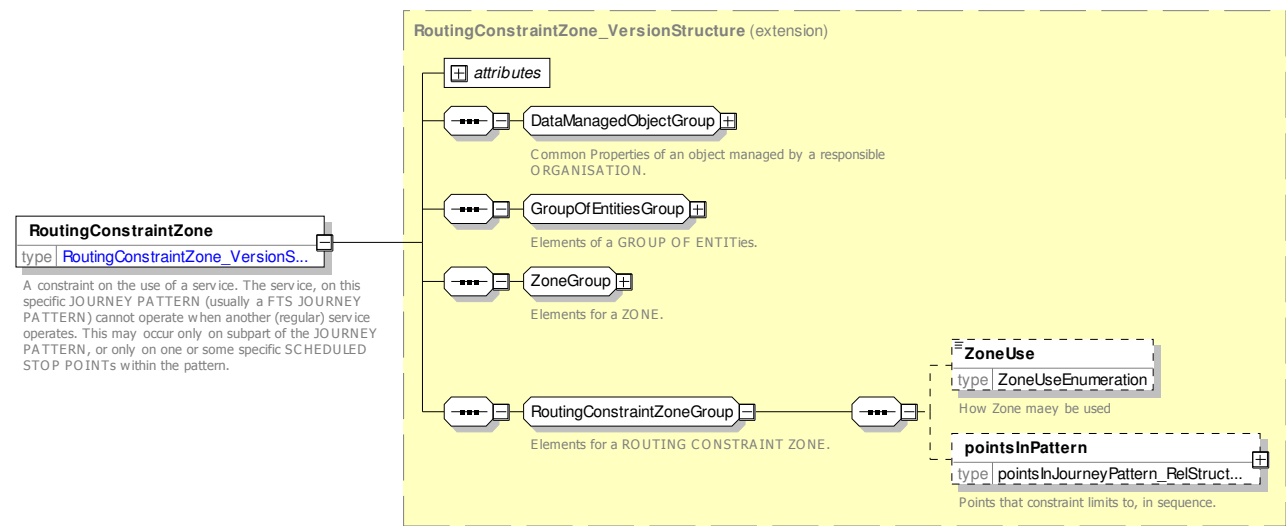 RoutingConstraintZone_VersionStructure (extension)
attributes
DataManagedObjectGroup
Common Properties of an object managed by a responsible
ORGANISATION.
GroupOfEntitiesGroup
Elements of a GROUP OF ENTITies.
RoutingConstraintZone
type RoutingConstraintZone_VersionS...
A constraint on the use of a service. The service, on this
specific JOURNEY PATTERN (usually a FTS JOURNEY
PATTERN) cannot operate when another (regular) service
operates. This may occur only on subpart of the JOURNEY
PATTERN, or only on one or some specific SCHEDULED
STOP POINTs within the pattern.
ZoneGroup
Elements for a ZONE.
RoutingConstraintZoneGroup
Elements for a ROUTING CONSTRAINT ZONE.
ZoneUse
type ZoneUseEnumeration
How Zone maey be used
pointsInPattern
type pointsInJourneyPattern_RelStruct...
Points that constraint limits to, in sequence.